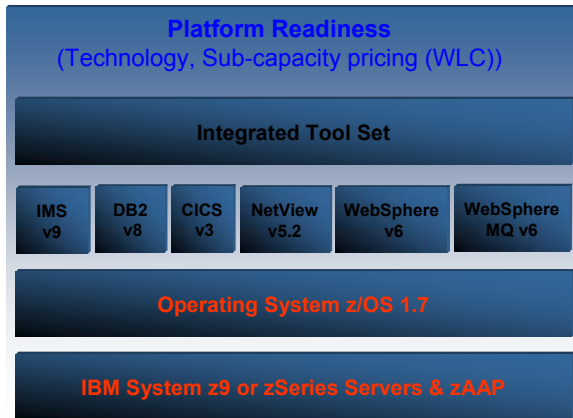 Platform Readiness
(Technology, Sub-capacity pricing (WLC))
Integrated Tool Set
IMS
v9
DB2
v8
CICS
v3
NetView
v5.2
WebSphere
v6
WebSphere
MQ v6
Operating System z/OS 1.7
IBM System z9 or zSeries Servers & zAAP